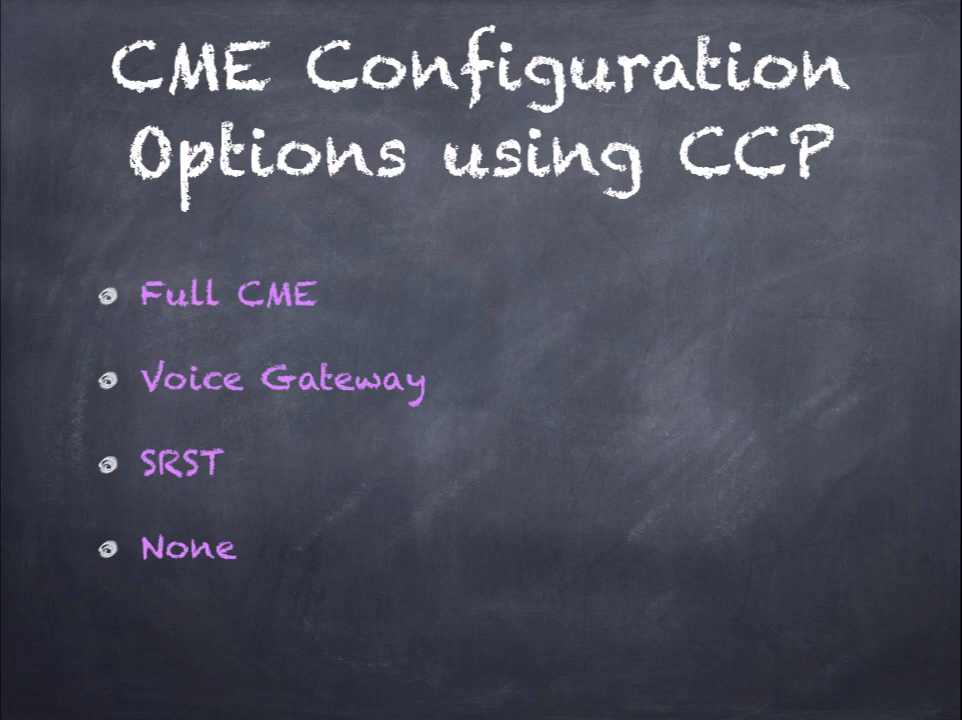 CME Configuration
Options using CCP
Full CME
Voice Gateway
SRST
None